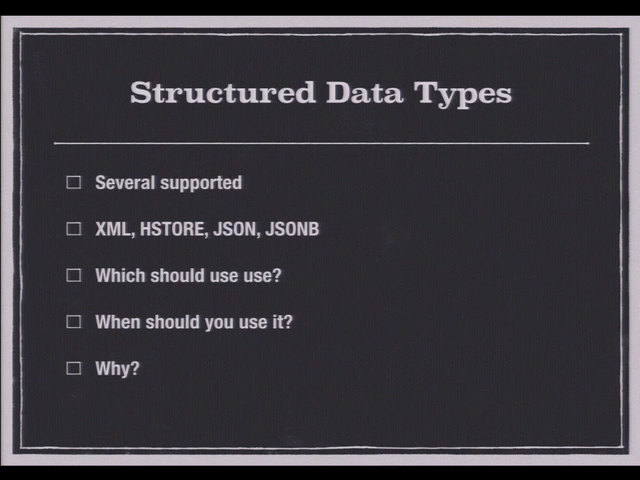 Structured Data Types
Several supported
XML, HSTORE, JSON, JSONB
Which should use use?
When should you use it?
Why?